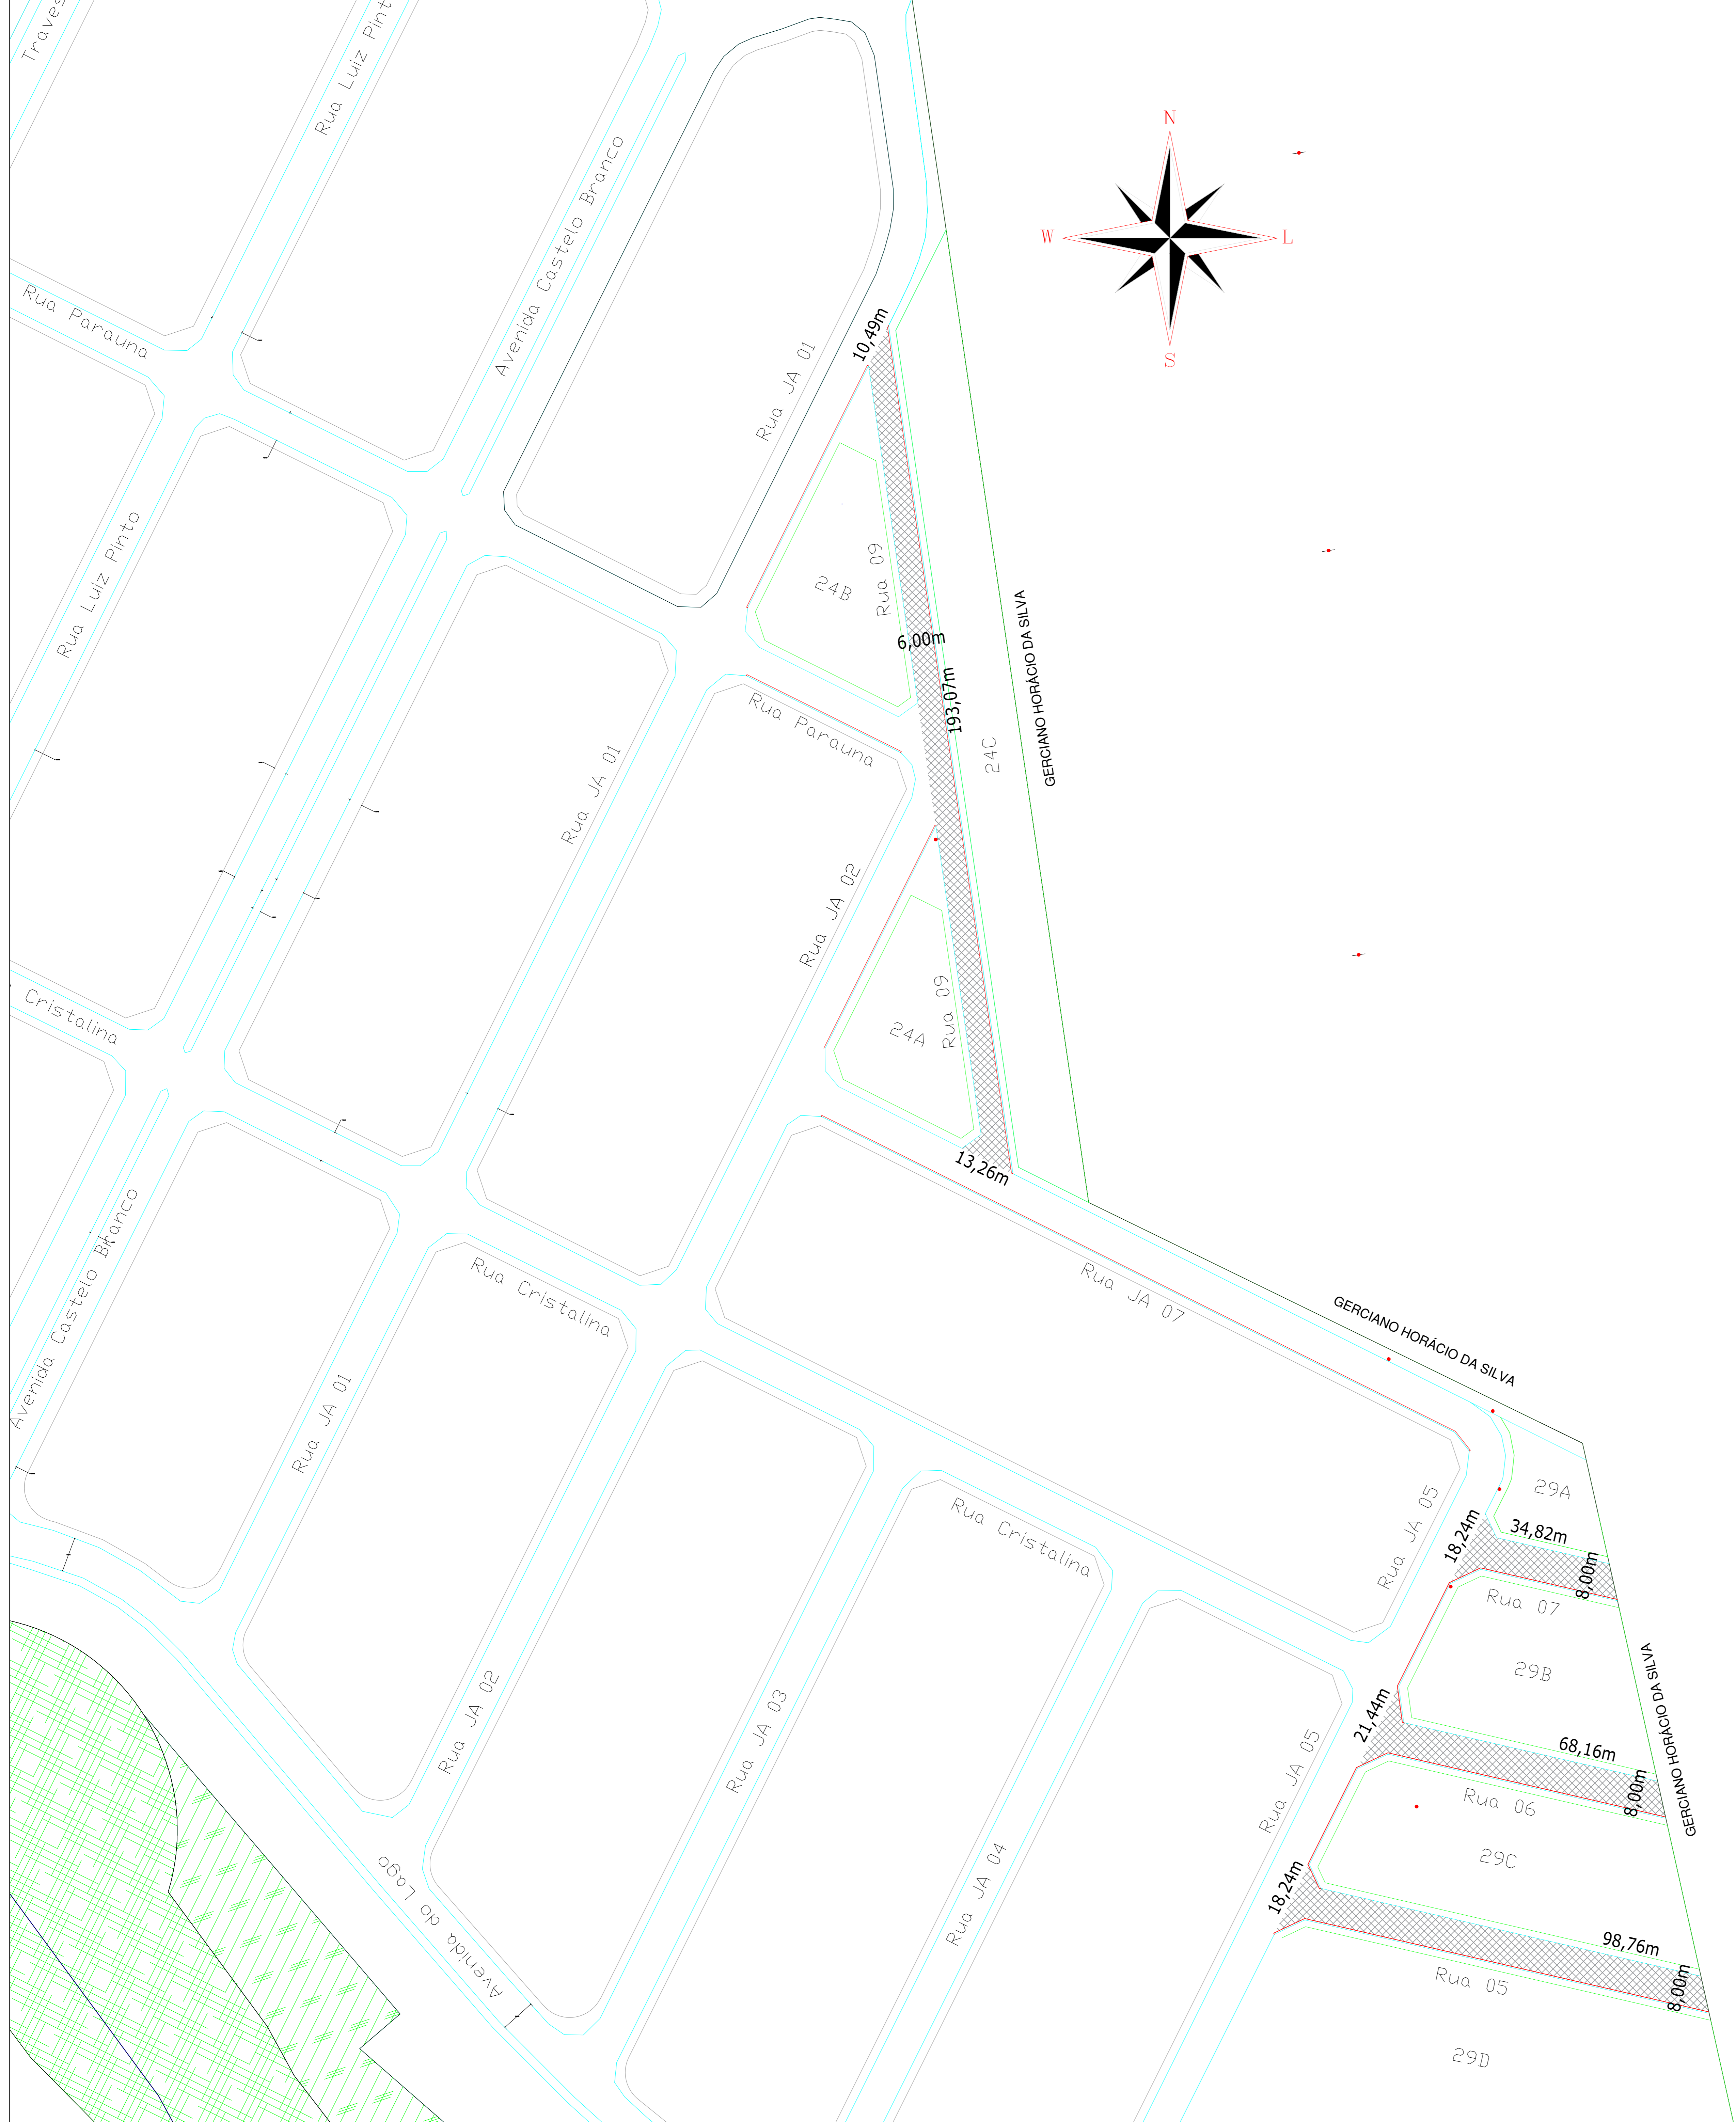 Traves
Rua Luiz Pint
N
W
L
S
Avenida Castelo Branco
Rua Parauna
10,49m
Rua JA 01
Rua Luiz Pinto
Rua 09
24B
6,00m
GERCIANO HORÁCIO DA SILVA
193,07m
Rua Parauna
24C
Rua JA 01
Rua JA 02
Cristalina
Rua 09
24A
13,26m
Avenida Castelo Branco
Rua Cristalina
Rua JA 07
GERCIANO HORÁCIO DA SILVA
Rua JA 01
29A
Rua JA 05
Rua Cristalina
18,24m
34,82m
8,00m
Rua 07
29B
GERCIANO HORÁCIO DA SILVA
Rua JA 02
Rua JA 03
21,44m
68,16m
Rua JA 05
8,00m
Rua 06
29C
Avenida do Lago
Rua JA 04
18,24m
98,76m
Rua 05
8,00m
29D